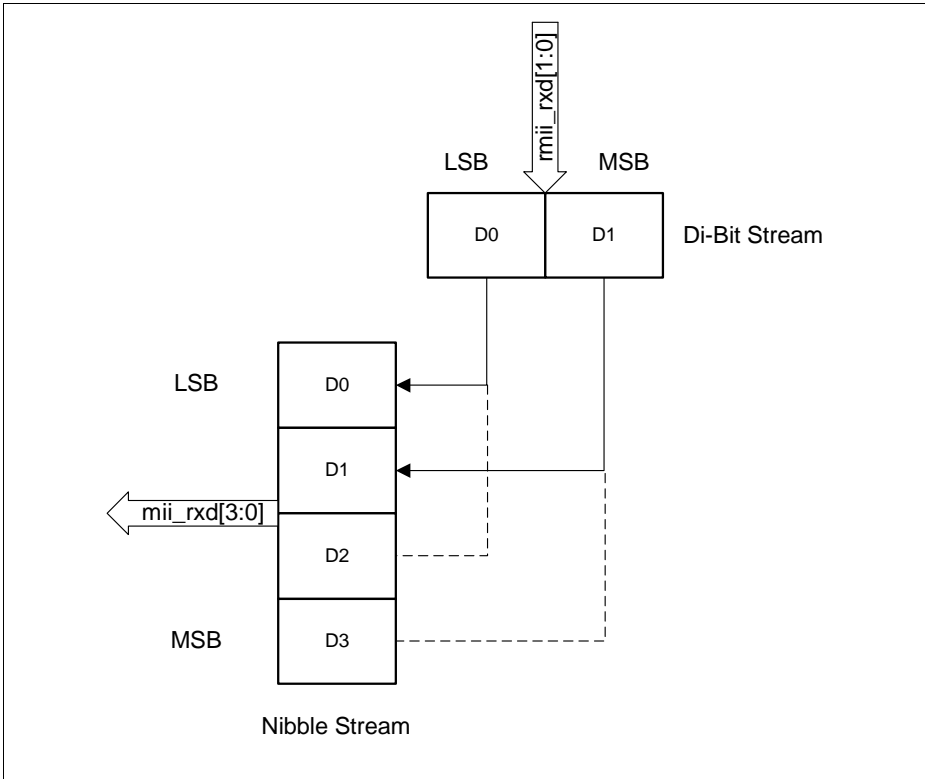 rmii_rxd[1:0]
LSB
MSB
D0
D1
Di-Bit Stream
LSB
D0
D1
mii_rxd[3:0]
D2
MSB
D3
Nibble Stream